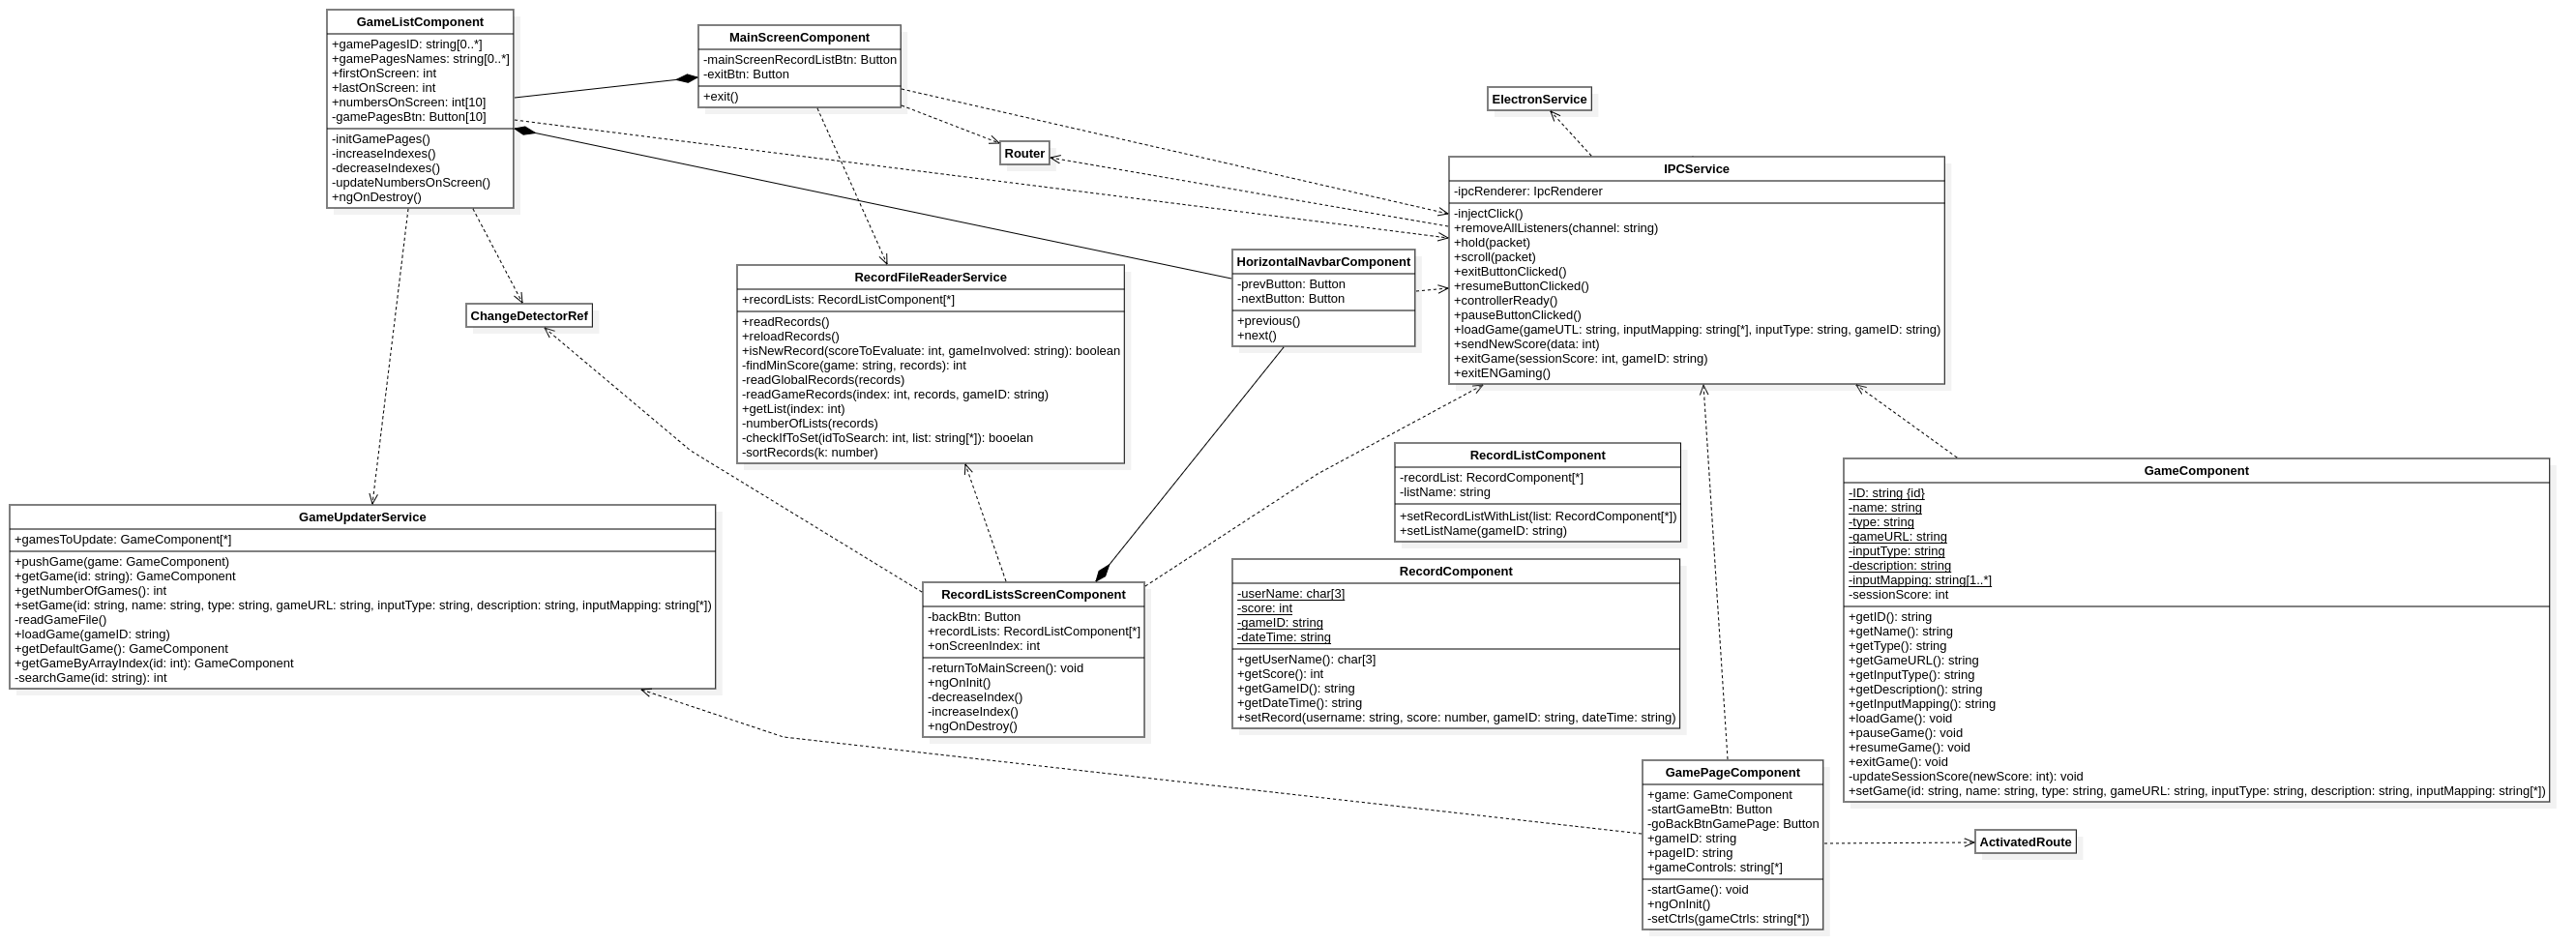 GameListComponent
+gamePagesID: string[0..*]
+gamePagesNames: string[0..*]
+firstOnScreen: int
+lastOnScreen: int
+numbersOnScreen: int[10]
-gamePagesBtn: Button[10]
-initGamePages()
-increaseIndexes()
-decreaseIndexes()
-updateNumbersOnScreen()
+ngOnDestroy()
MainScreenComponent
-mainScreenRecordListBtn: Button
-exitBtn: Button
+exit()
Router
ElectronService
IPCService
-ipcRenderer: IpcRenderer
-injectClick()
+removeAllListeners(channel: string)
+hold(packet)
+scroll(packet)
+exitButtonClicked()
+resumeButtonClicked()
+controllerReady()
+pauseButtonClicked()
+loadGame(gameUTL: string, inputMapping: string[*], inputType: string, gameID: string)
+sendNewScore(data: int)
+exitGame(sessionScore: int, gameID: string)
+exitENGaming()
HorizontalNavbarComponent
-prevButton: Button
-nextButton: Button
+previous()
+next()
RecordFileReaderService
+recordLists: RecordListComponent[*]
+readRecords()
+reloadRecords()
+isNewRecord(scoreToEvaluate: int, gameInvolved: string): boolean
-findMinScore(game: string, records): int
-readGlobalRecords(records)
-readGameRecords(index: int, records, gameID: string)
+getList(index: int)
-numberOfLists(records)
-checkIfToSet(idToSearch: int, list: string[*]): booelan
-sortRecords(k: number)
ChangeDetectorRef
GameUpdaterService
+gamesToUpdate: GameComponent[*]
+pushGame(game: GameComponent)
+getGame(id: string): GameComponent
+getNumberOfGames(): int
+setGame(id: string, name: string, type: string, gameURL: string, inputType: string, description: string, inputMapping: string[*])
-readGameFile()
+loadGame(gameID: string)
+getDefaultGame(): GameComponent
+getGameByArrayIndex(id: int): GameComponent
-searchGame(id: string): int
RecordListComponent
-recordList: RecordComponent[*]
-listName: string
+setRecordListWithList(list: RecordComponent[*])
+setListName(gameID: string)
GameComponent
-ID: string {id}
-name: string
-type: string
-gameURL: string
-inputType: string
-description: string
-inputMapping: string[1..*]
-sessionScore: int
+getID(): string
+getName(): string
+getType(): string
+getGameURL(): string
+getInputType(): string
+getDescription(): string
+getInputMapping(): string
+loadGame(): void
+pauseGame(): void
+resumeGame(): void
+exitGame(): void
-updateSessionScore(newScore: int): void
+setGame(id: string, name: string, type: string, gameURL: string, inputType: string, description: string, inputMapping: string[*])
RecordListsScreenComponent
-backBtn: Button
+recordLists: RecordListComponent[*]
+onScreenIndex: int
-returnToMainScreen(): void
+ngOnInit()
-decreaseIndex()
-increaseIndex()
+ngOnDestroy()
RecordComponent
-userName: char[3]
-score: int
-gameID: string
-dateTime: string
+getUserName(): char[3]
+getScore(): int
+getGameID(): string
+getDateTime(): string
+setRecord(username: string, score: number, gameID: string, dateTime: string)
GamePageComponent
+game: GameComponent
-startGameBtn: Button
-goBackBtnGamePage: Button
+gameID: string
+pageID: string
+gameControls: string[*]
-startGame(): void
+ngOnInit()
-setCtrls(gameCtrls: string[*])
ActivatedRoute